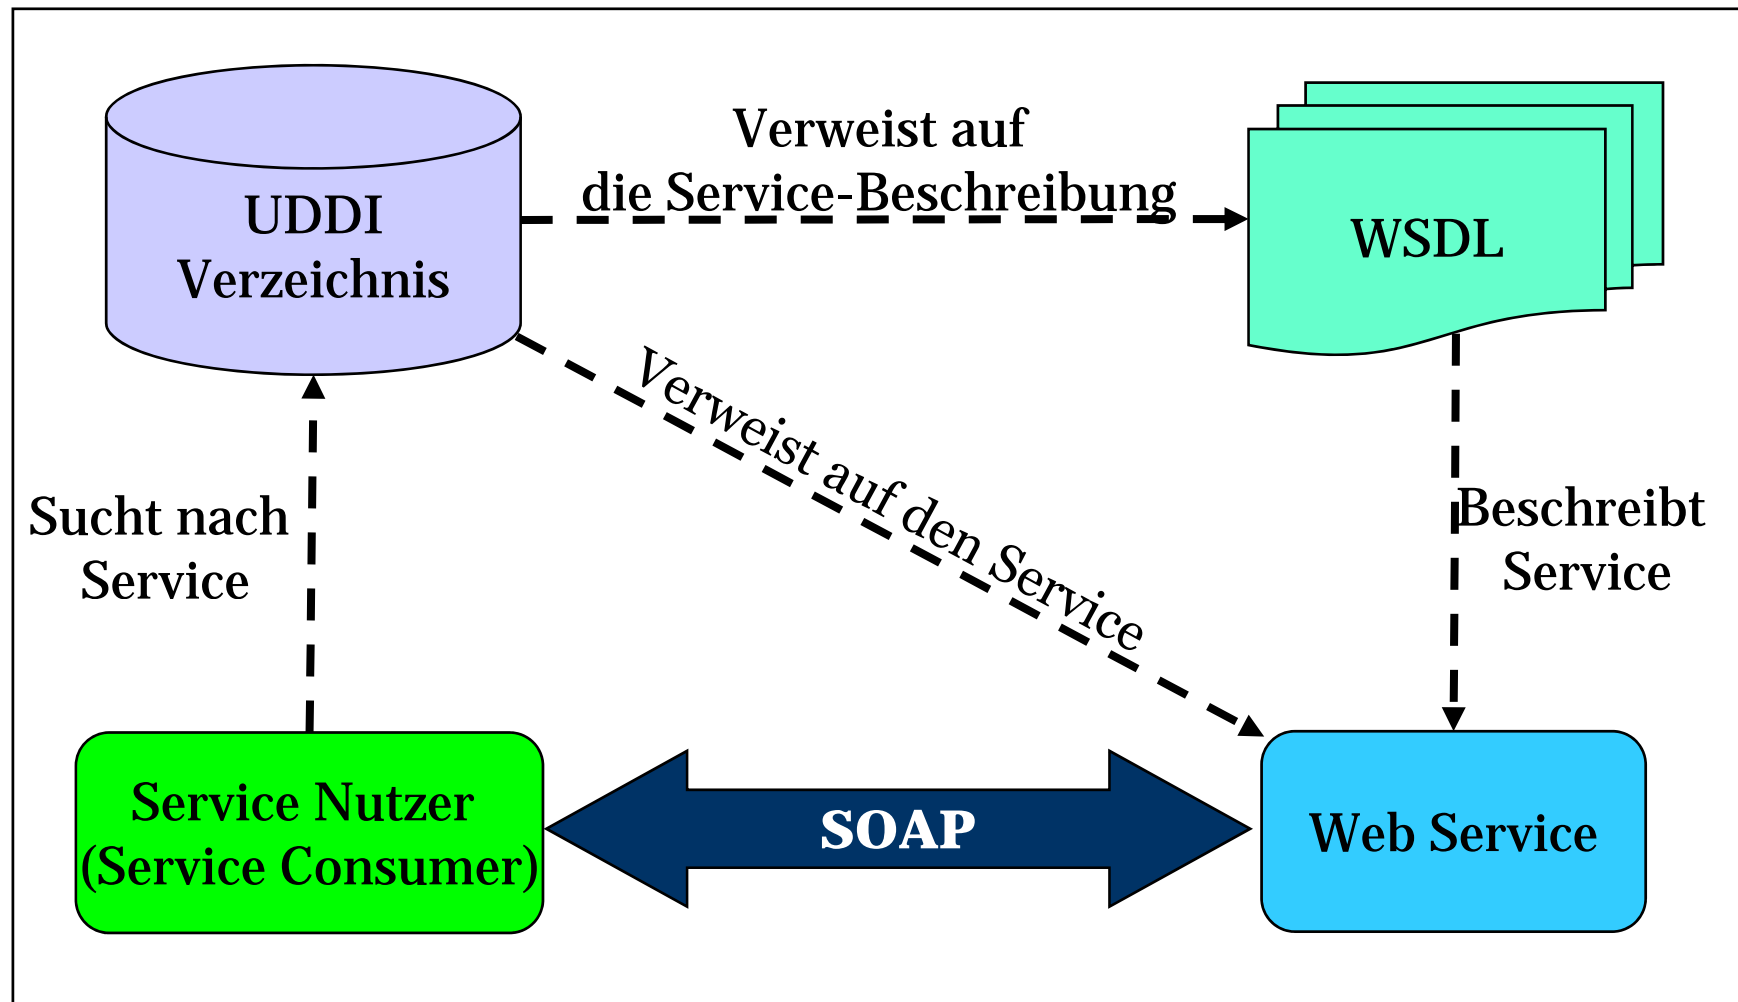 Verweist auf
die Service-Beschreibung
UDDI
Verzeichnis
WSDL
Verweist auf den Service
Sucht nach
Service
Beschreibt
Service
Service Nutzer
(Service Consumer)
SOAP
Web Service